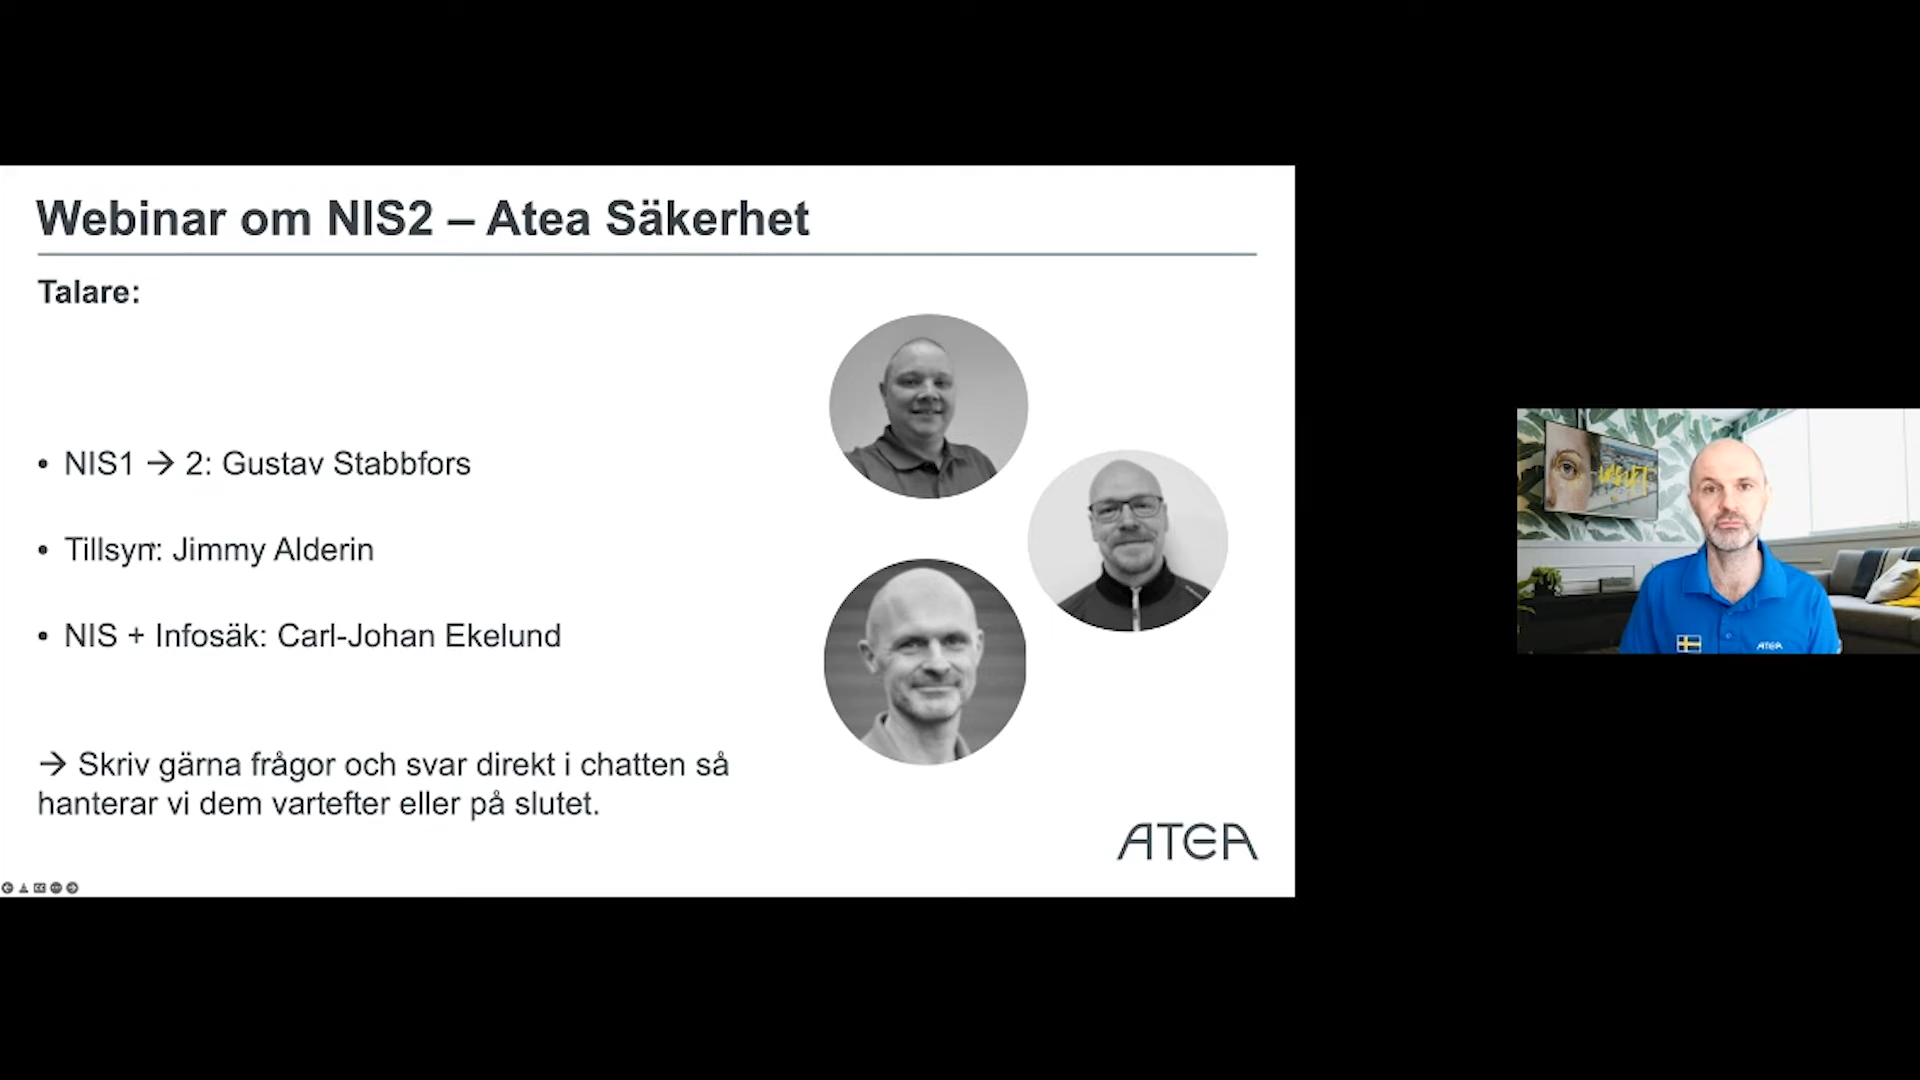 Webinar om NIS2 – Atea Säkerhet
Talare:
• NIS1 → 2: Gustav Stabbfors
• Tillsyn: Jimmy Alderin
• NIS + Infosäk: Carl-Johan Ekelund
→ Skriv gärna frågor och svar direkt i chatten så
hanterar vi dem vartefter eller på slutet.
ATEA
ATEA